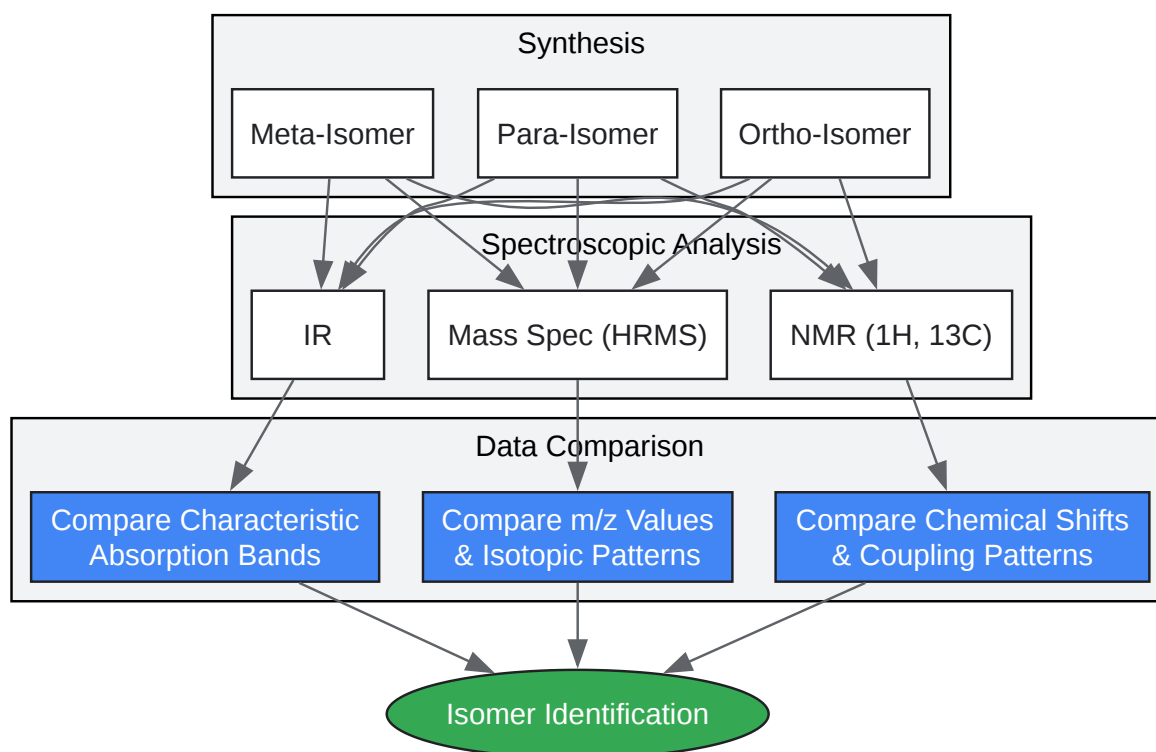 Synthesis
Meta-Isomer
Para-Isomer
Ortho-Isomer
Spectroscopic Analysis
IR
Mass Spec (HRMS)
NMR (1H, 13C)
Data Comparison
Compare Characteristic
Absorption Bands
Compare m/z Values
& Isotopic Patterns
Compare Chemical Shifts
& Coupling Patterns
Isomer Identification